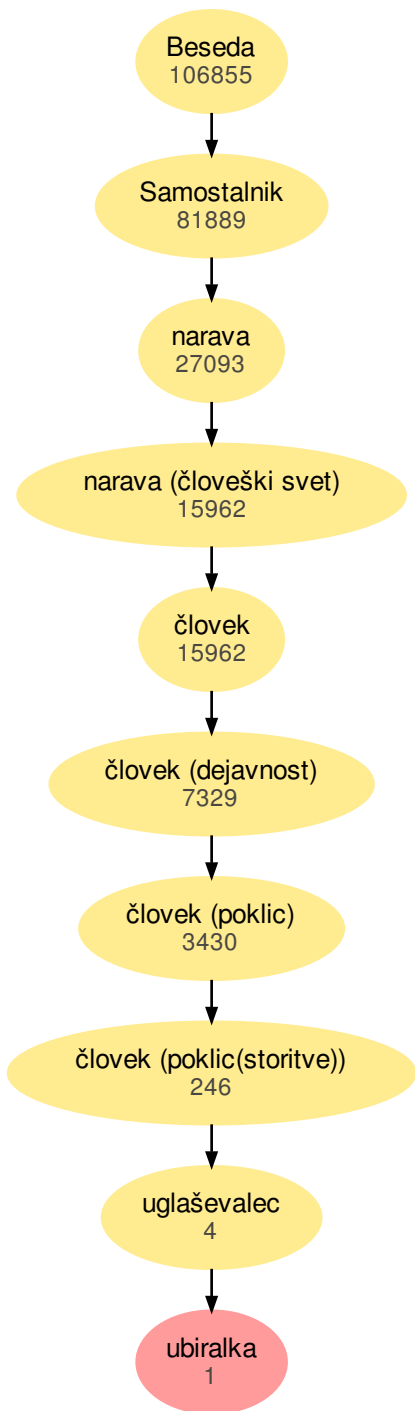 Beseda
106855
Samostalnik
81889
narava
27093
narava (človeški svet)
15962
človek
15962
človek (dejavnost)
7329
človek (poklic)
3430
človek (poklic(storitve))
246
uglaševalec
4
ubiralka
1